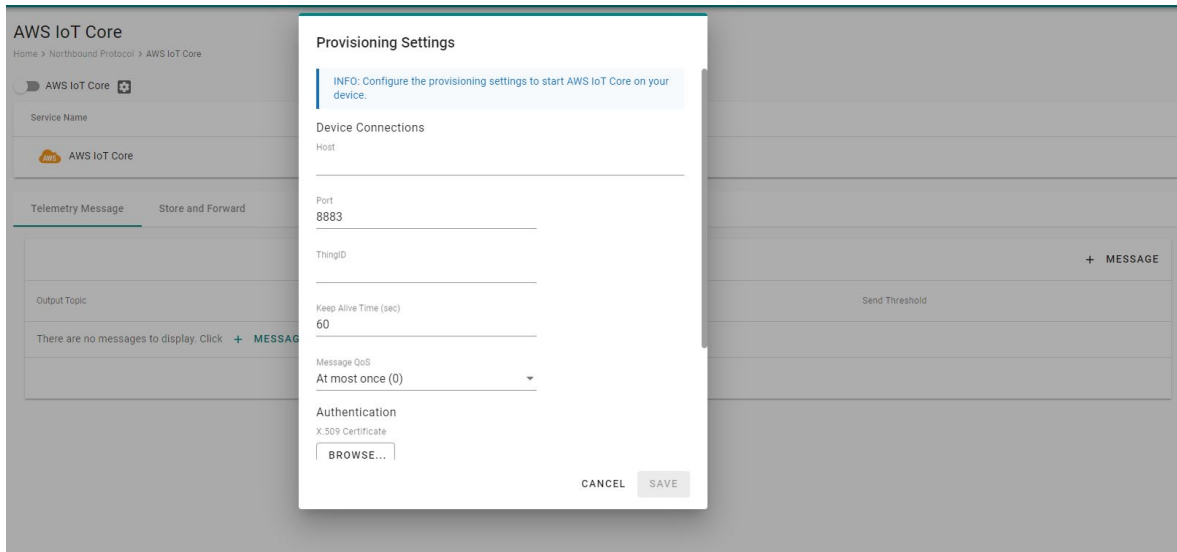 AWS IoT Core
Home > Northbound Protocol > AWS IoT Core
AWS IoT Core
Service Name
AWS
AWS IoT Core
Telemetry Message Store and Forward
+ MESSAGE
Output Topic Send Threshold
There are no messages to display. Click + MESSAG
Provisioning Settings
INFO: Configure the provisioning settings to start AWS IoT Core on your
device.
Device Connections
Host
Port
8883
ThingID
Keep Alive Time (sec)
60
Message QoS
At most once (0)
Authentication
X.509 Certificate
BROWSE...
CANCEL SAVE